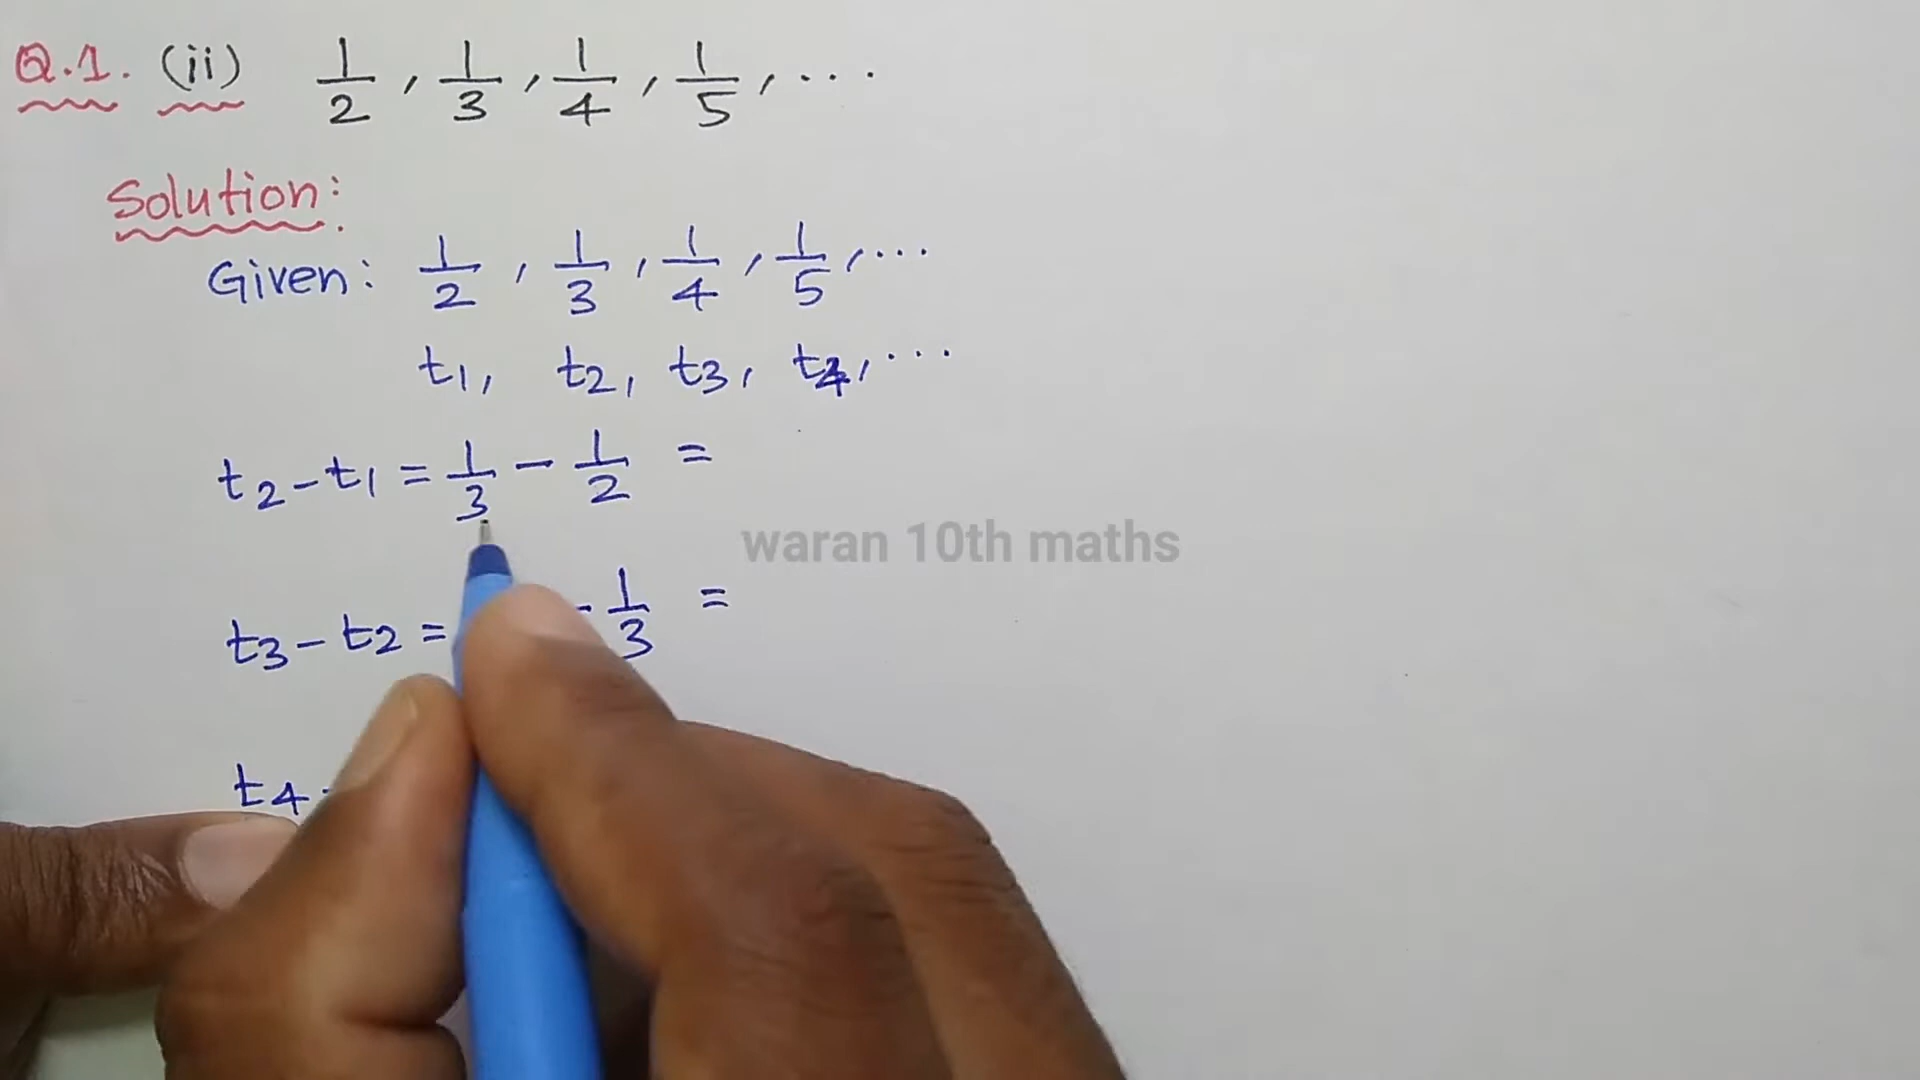 Q.1. (ii) 1/2, 1/3, 1/4, 1/5, ...
Solution:
Given: 1/2, 1/3, 1/4, 1/5, ...
t1, t2, t3, t4, ...
t2 - t1 = 1/3 - 1/2 =
waran 10th maths
t3 - t2 = - 1/3 =
t4 -